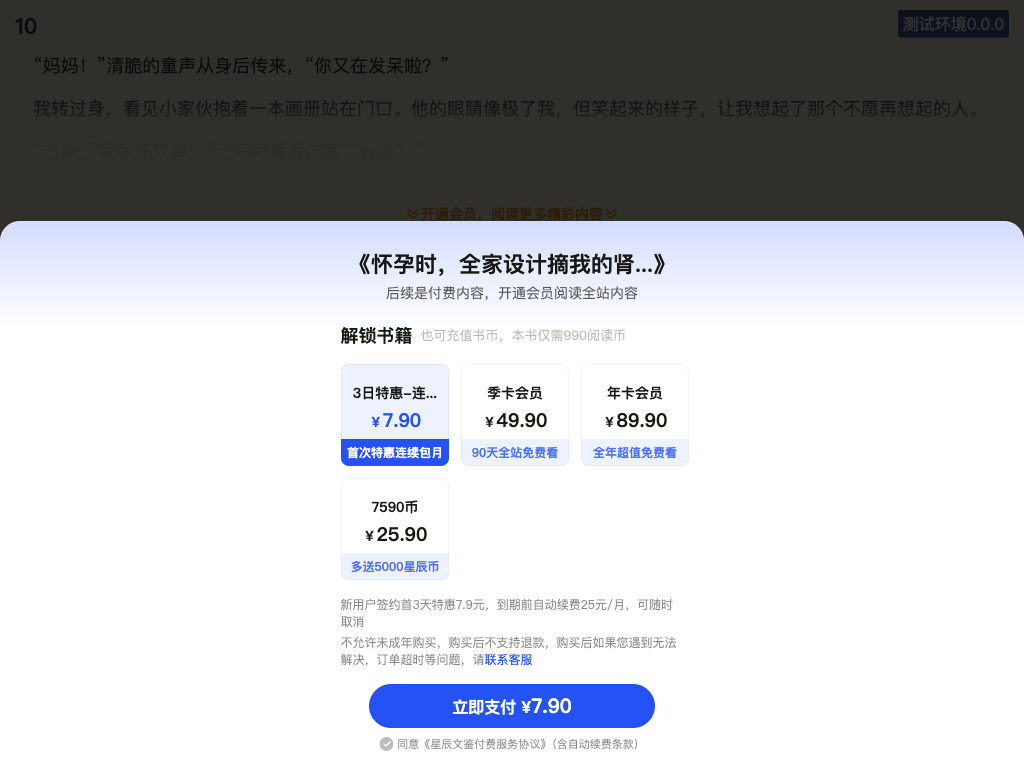 10
测试环境0.0.0
“妈妈！”清脆的童声从身后传来，“你又在发呆啦？”
我转过身，看见小家伙抱着一本画册站在门口。他的眼睛像极了我，但笑起来的样子，让我想起了那个不愿再想起的人。
开通会员，阅读更多精彩内容
《怀孕时，全家设计摘我的肾...》
后续是付费内容，开通会员阅读全站内容
解锁书籍 也可充值书币，本书仅需990阅读币
3日特惠-连... 季卡会员 年卡会员
¥7.90 ¥49.90 ¥89.90
首次特惠连续包月 90天全站免费看 全年超值免费看
7590币
¥25.90
多送5000星辰币
新用户签约首3天特惠7.9元，到期前自动续费25元/月，可随时
取消
不允许未成年购买，购买后不支持退款，购买后如果您遇到无法
解决，订单超时等问题，请联系客服
立即支付 ¥7.90
同意《星辰文鉴付费服务协议》（含自动续费条款）